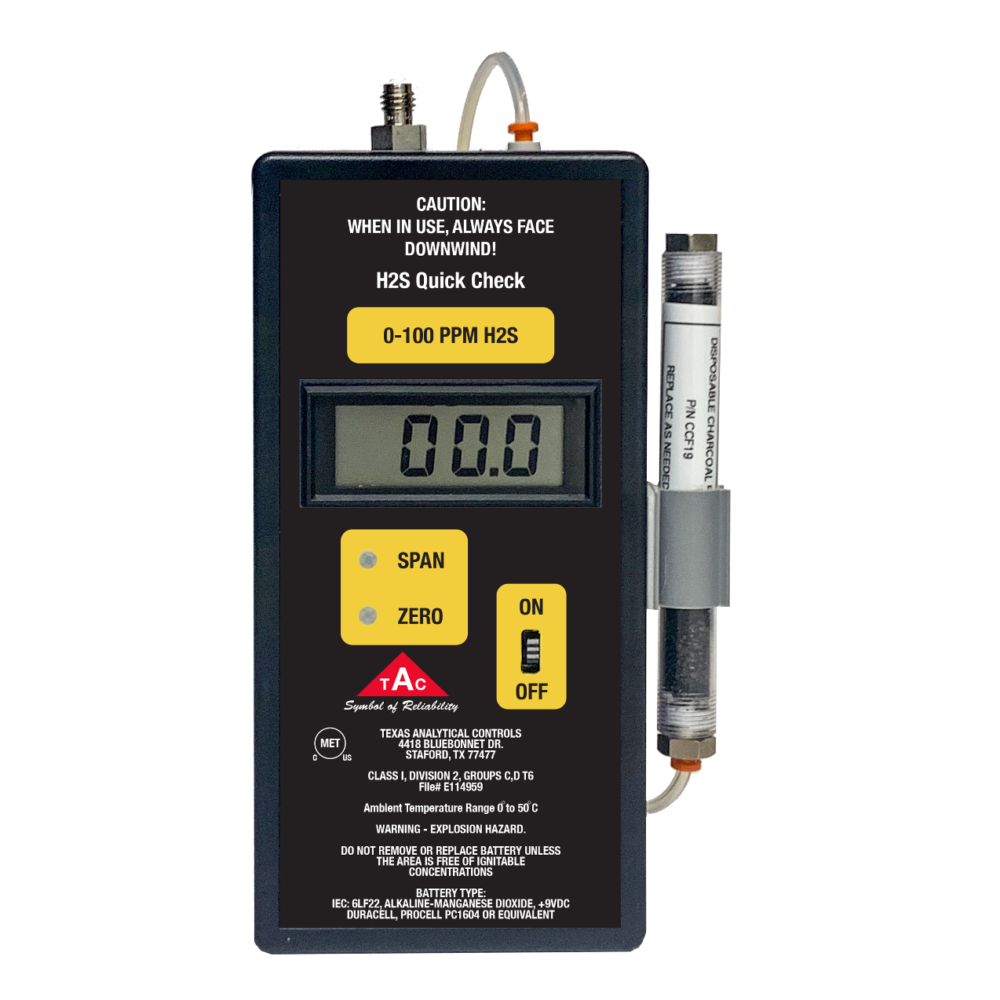 CAUTION:
WHEN IN USE, ALWAYS FACE
DOWNWIND!
H2S Quick Check
0-100 PPM H2S
00.0
SPAN
ZERO
ON
OFF
TAC
Symbol of Reliability
MET
C US
TEXAS ANALYTICAL CONTROLS
4418 BLUEBONNET DR.
STAFORD, TX 77477
CLASS I, DIVISION 2, GROUPS C,D T6
File# E114959
Ambient Temperature Range 0° to 50°C
WARNING - EXPLOSION HAZARD.
DO NOT REMOVE OR REPLACE BATTERY UNLESS
THE AREA IS FREE OF IGNITABLE
CONCENTRATIONS
BATTERY TYPE:
IEC: 6LF22, ALKALINE-MANGANESE DIOXIDE, +9VDC
DURACELL, PROCELL PC1604 OR EQUIVALENT
DISPOSABLE CHARCOAL
P/N CCF19
REPLACE AS NEEDED